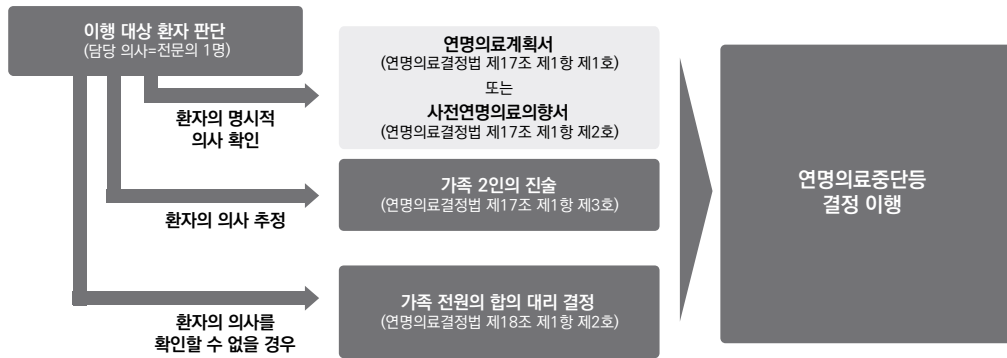 이행 대상 환자 판단
(담당 의사=전문의 1명)
환자의 명시적
의사 확인
연명의료계획서
(연명의료결정법 제17조 제1항 제1호)
또는
사전연명의료의향서
(연명의료결정법 제17조 제1항 제2호)
환자의 의사 추정
가족 2인의 진술
(연명의료결정법 제17조 제1항 제3호)
환자의 의사를
확인할 수 없을 경우
가족 전원의 합의 대리 결정
(연명의료결정법 제18조 제1항 제2호)
연명의료중단등
결정 이행